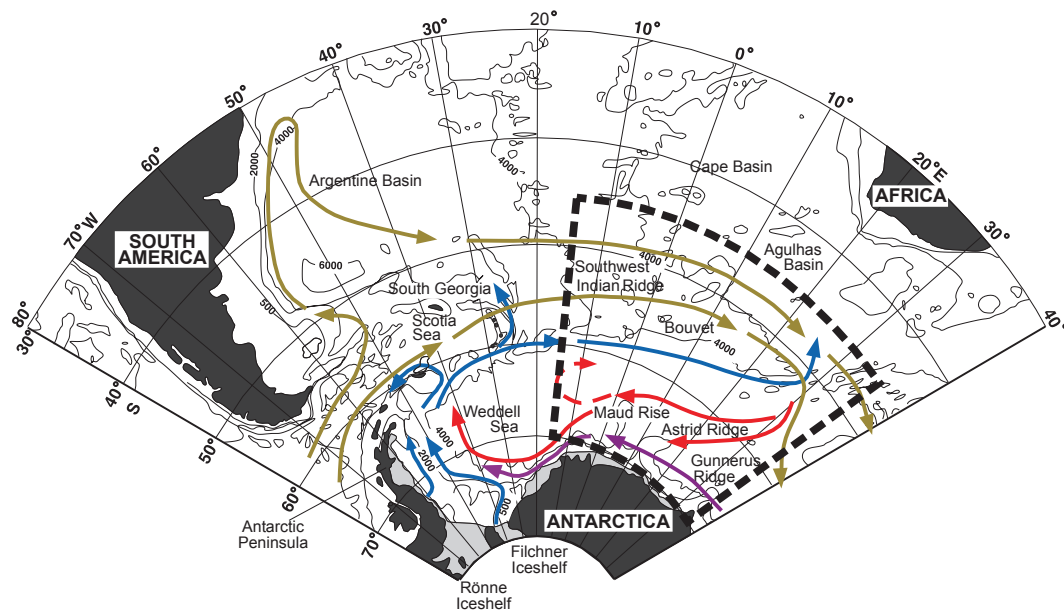 20°
30°
10°
40°
0°
50°
10°
60°
20°E
70°W
30°
80°
40°
30°
40°
S
50°
60°
70°
2000
4000
4000
Argentine Basin
Cape Basin
AFRICA
SOUTH
AMERICA
6000
500
South Georgia
Scotia
Sea
4000
Southwest
Indian Ridge
Agulhas
Basin
Bouvet
4000
Weddell
Sea
Maud Rise
Astrid Ridge
Gunnerus
Ridge
4000
2000
500
ANTARCTICA
Antarctic
Peninsula
Filchner
Iceshelf
Rönne
Iceshelf